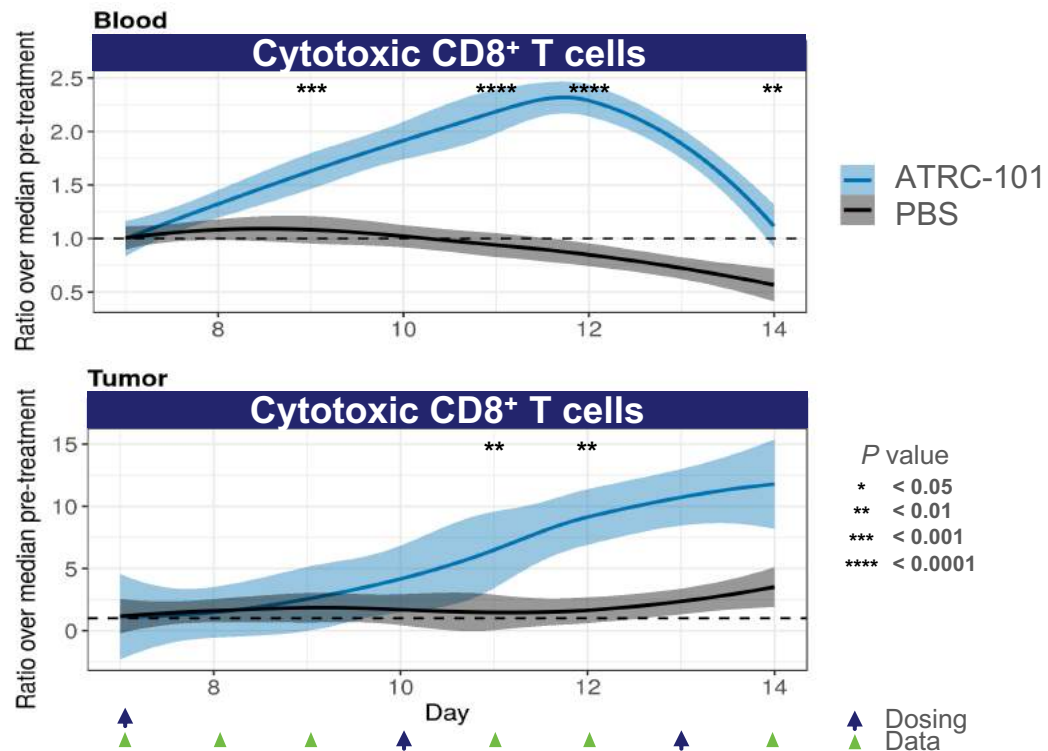 Blood
Cytotoxic CD8⁺ T cells
Ratio over median pre-treatment
2.5
2.0
1.5
1.0
0.5
*** **** **** **
8 10 12 14
ATRC-101
PBS
Tumor
Cytotoxic CD8⁺ T cells
Ratio over median pre-treatment
15
10
5
0
** **
8 10 12 14
Day
P value
* < 0.05
** < 0.01
*** < 0.001
**** < 0.0001
Dosing
Data